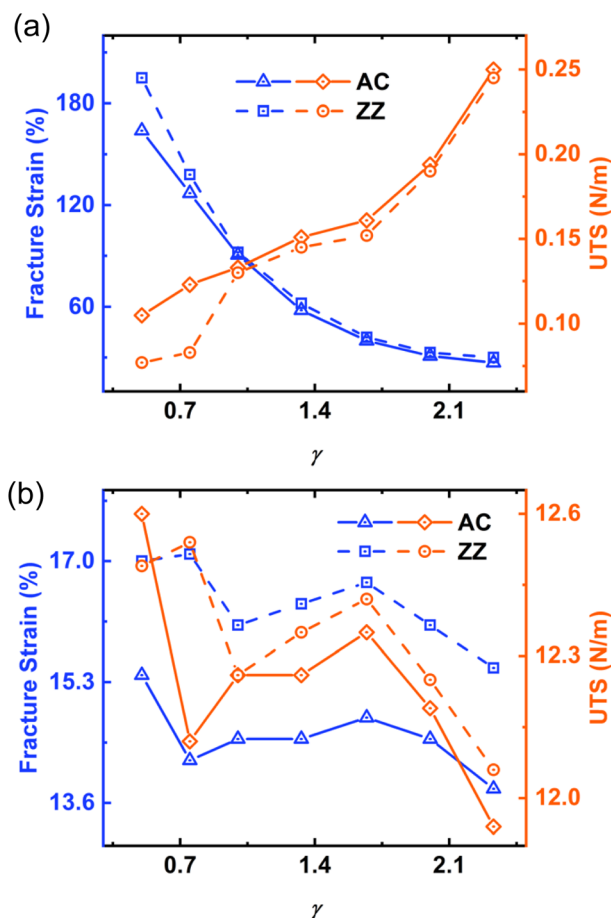 (a)
Fracture Strain (%)
180
120
60
AC
ZZ
0.25
0.20
0.15
0.10
UTS (N/m)
0.7 1.4 2.1
γ
(b)
Fracture Strain (%)
17.0
15.3
13.6
AC
ZZ
12.6
12.3
12.0
UTS (N/m)
0.7 1.4 2.1
γ